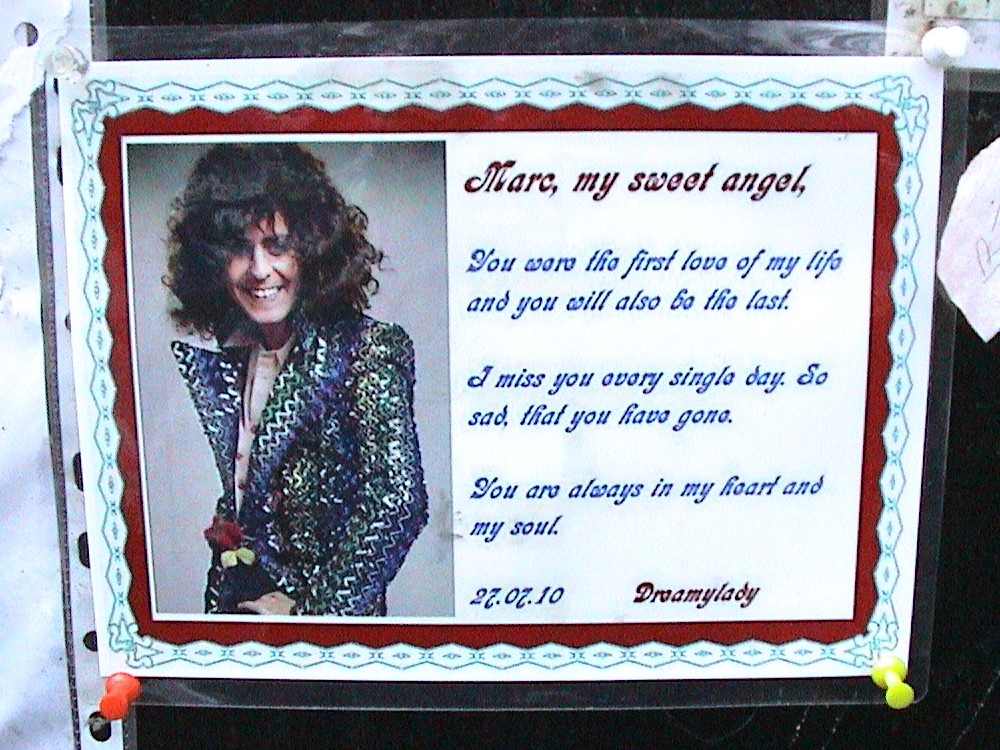 Marc, my sweet angel,
You were the first love of my life
and you will also be the last.
I miss you every single day. So
sad, that you have gone.
You are always in my heart and
my soul.
27.07.10 Dreamylady